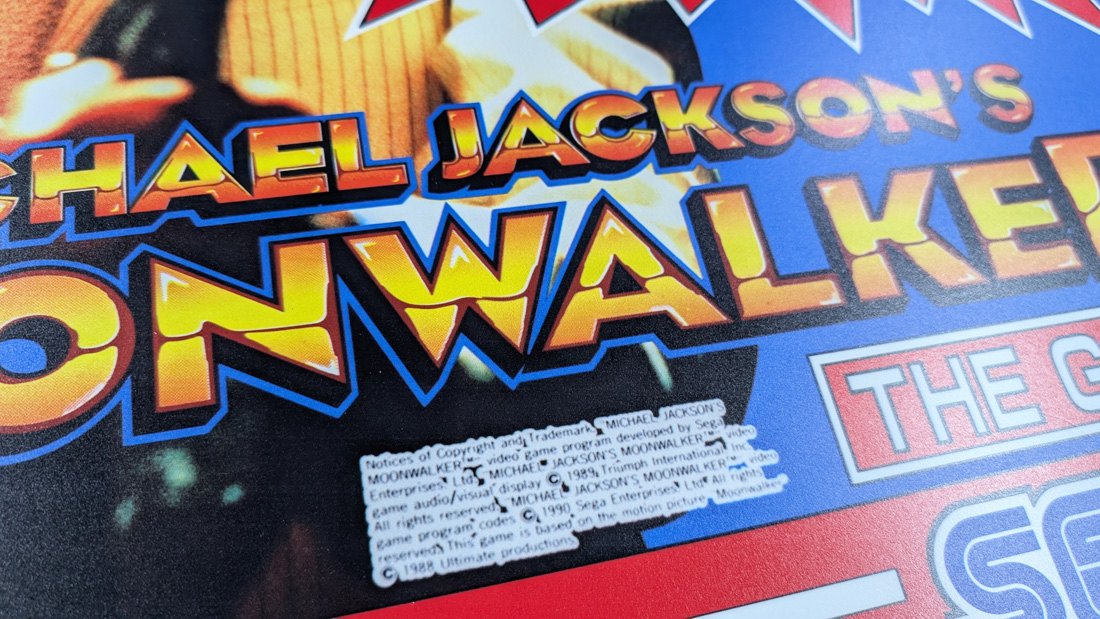 CHAEL JACKSON'S
ONWALKER
THE G
Notices of Copyright and Trademark, "MICHAEL JACKSON'S
MOONWALKER"™ video game program developed by Sega
Enterprises, Ltd. "MICHAEL JACKSON'S MOONWALKER"™ video
game audio/visual display © 1989, Triumph International
All rights reserved. "MICHAEL JACKSON'S MOONWALKER"™ video
game program codes © 1990 Sega Enterprises, Ltd. All rights
reserved. This game is based on the motion picture "Moonwalker"
© 1988 Ultimate productions.
SE